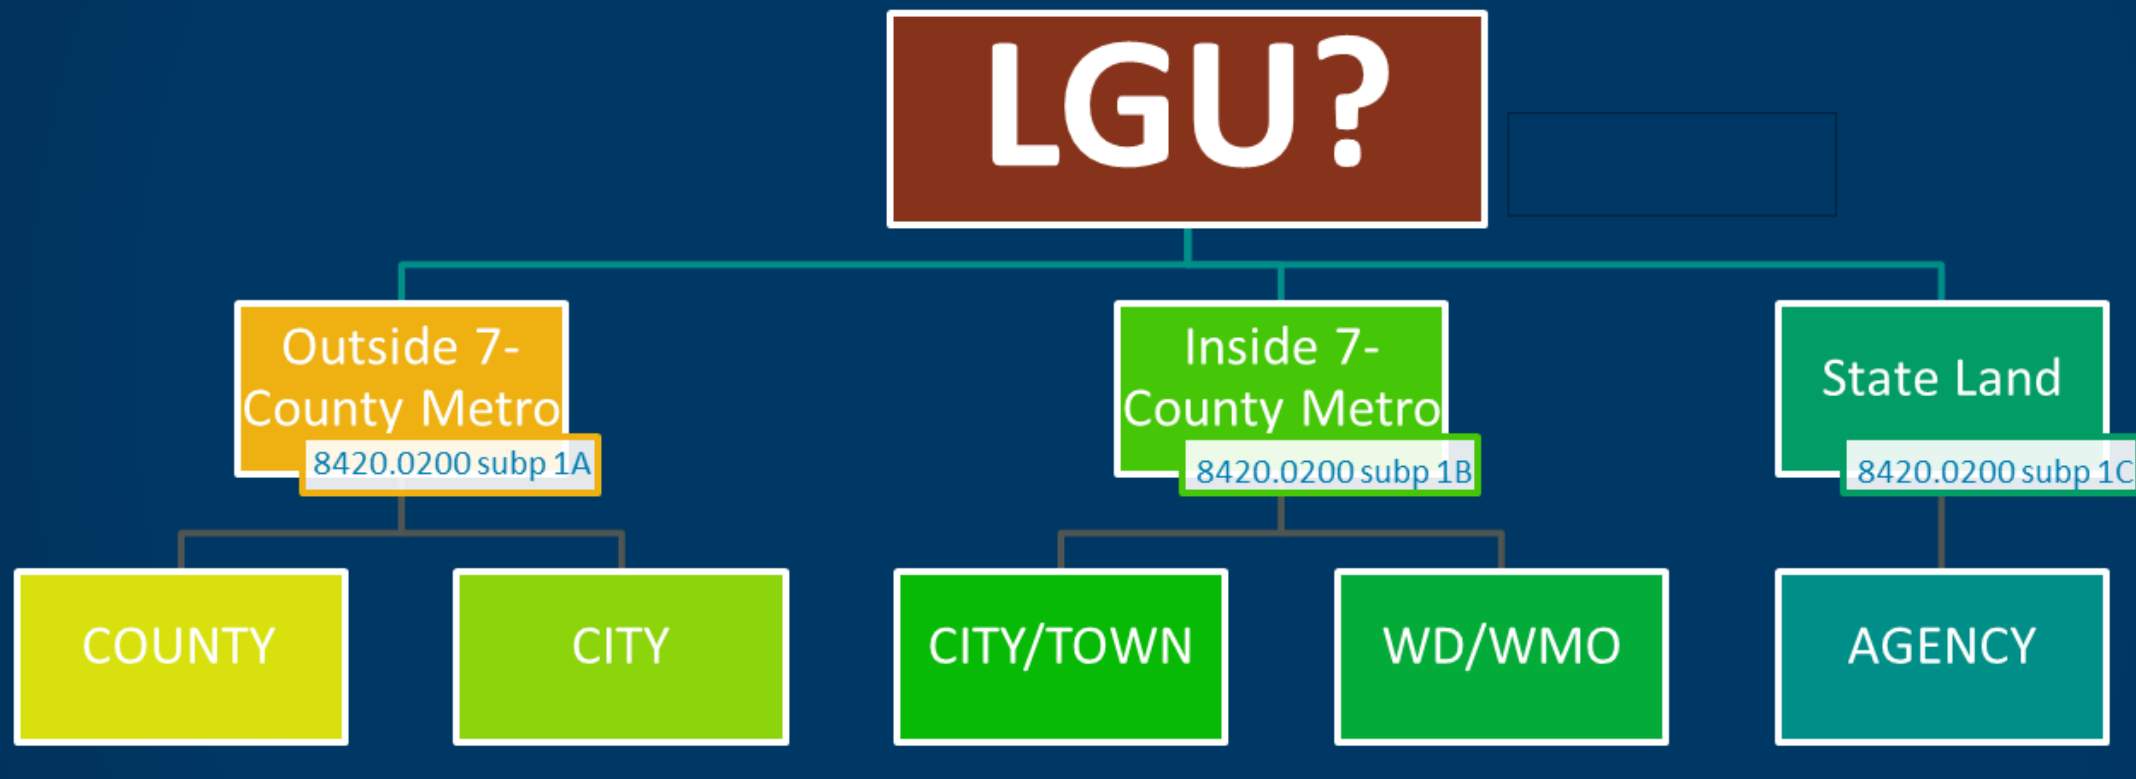 LGU?
Outside 7-
County Metro
8420.0200 subp 1A
Inside 7-
County Metro
8420.0200 subp 1B
State Land
8420.0200 subp 1C
COUNTY
CITY
CITY/TOWN
WD/WMO
AGENCY